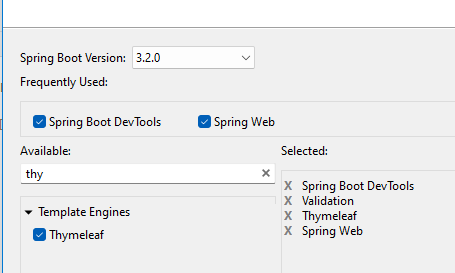 Spring Boot Version: 3.2.0
Frequently Used:
Spring Boot DevTools Spring Web
Available: Selected:
thy
X Spring Boot DevTools
X Validation
X Thymeleaf
X Spring Web
Template Engines
Thymeleaf